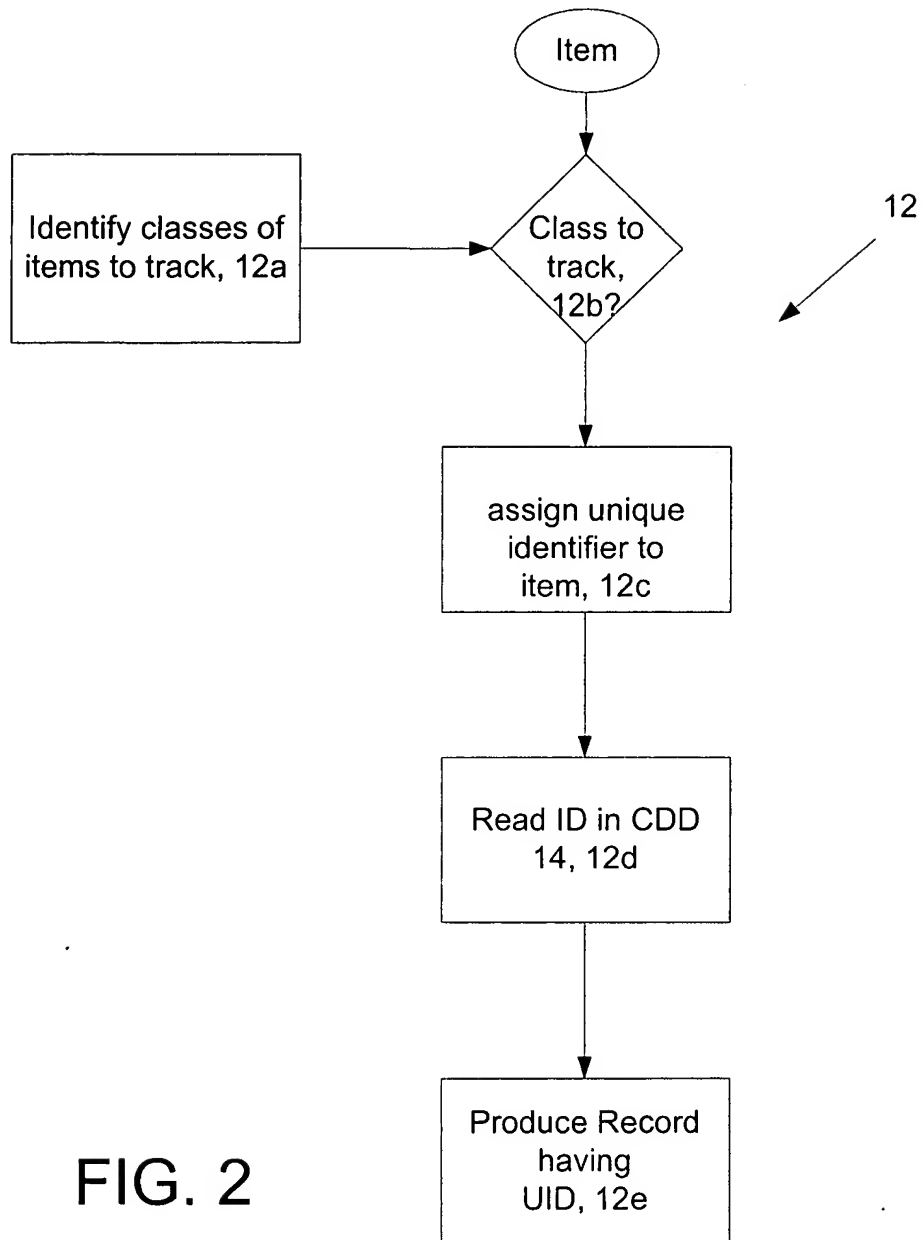 Item
Identify classes of
items to track, 12a
Class to
track,
12b?
12
assign unique
identifier to
item, 12c
Read ID in CDD
14, 12d
Produce Record
having
UID, 12e
FIG. 2